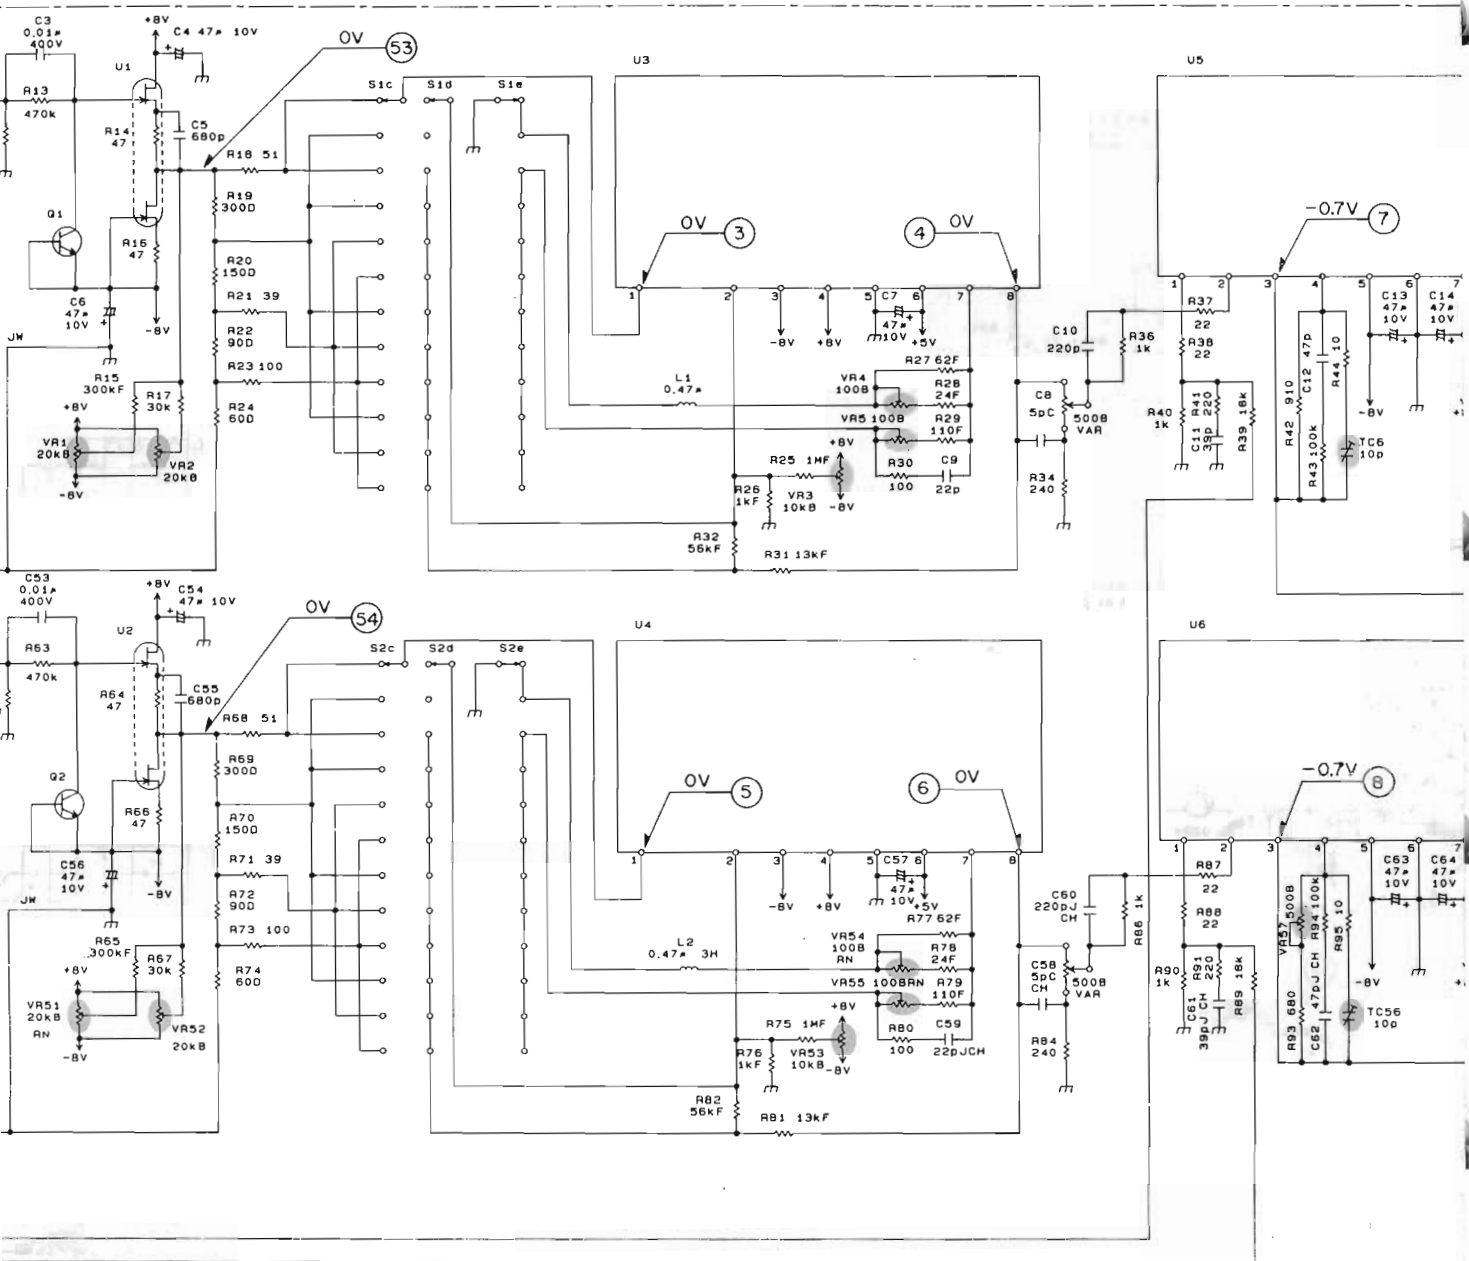 C3
0.01µ
400V
+8V
C4 47µ 10V
0V
53
U1
R13
470k
R14
47
C5
680p
R18 51
R19
300D
Q1
R16
47
R20
150D
R21 39
C6
47µ
10V
-8V
R22
90D
R23 100
JW
R15
300kF
R17
30k
R24
60D
+8V
VR1
20kB
VR2
20kB
-8V
S1c
S1d
S1e
U3
0V
3
4
0V
1
2
3
4
5
6
7
8
C7
47µ
10V
-8V
+8V
+5V
R27 62F
VR4
100B
R28
24F
L1
0.47µ
VR5 100B
R29
110F
+8V
R25 1MF
R26
1kF
VR3
10kB
-8V
R30
100
C9
22p
R32
56kF
R31 13kF
C8
5pC
500B
VAR
R34
240
C10
220p
R36
1k
U5
-0.7V
7
1
2
3
4
5
6
7
R37
22
R38
22
R40
1k
C11
39p
R41
220
R39 18k
R42 910
C12 47p
R43 100k
R44 10
TC6
10p
C13
47µ
10V
C14
47µ
10V
-8V
C53
0.01µ
400V
+8V
C54
47µ 10V
0V
54
U2
R63
470k
R64
47
C55
680p
R68 51
R69
300D
Q2
R66
47
R70
150D
R71 39
C56
47µ
10V
-8V
R72
90D
R73 100
JW
R65
300kF
R67
30k
R74
60D
+8V
VR51
20kB
RN
VR52
20kB
-8V
S2c
S2d
S2e
U4
0V
5
6
0V
1
2
3
4
5
6
7
8
C57
47µ
10V
-8V
+8V
+5V
R77 62F
VR54
100B
RN
R78
24F
L2
0.47µ 3H
VR55 100BRN
R79
110F
+8V
R75 1MF
R76
1kF
VR53
10kB
-8V
R80
100
C59
22pJCH
R82
56kF
R81 13kF
C58
5pC
CH
500B
VAR
R84
240
C60
220pJ
CH
R86 1k
U6
-0.7V
8
1
2
3
4
5
6
7
R87
22
R88
22
R90
1k
C61
39pJ CH
R91
220
R89 18k
VR57 500B
R93 680
C62 47pJ CH
R94 100k
R95 10
TC56
10p
C63
47µ
10V
C64
47µ
10V
-8V